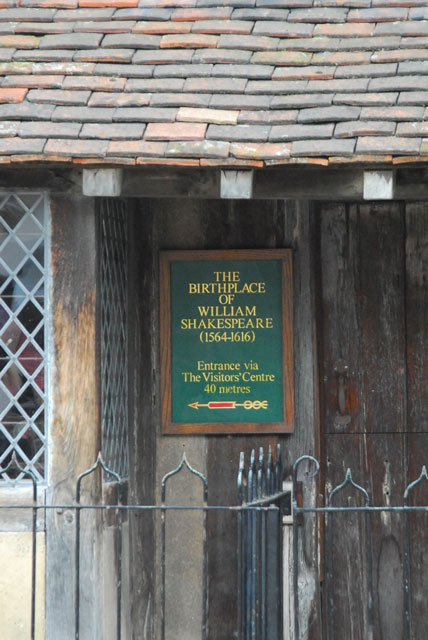 THE
BIRTHPLACE
OF
WILLIAM
SHAKESPEARE
(1564-1616)
Entrance via
The Visitors' Centre
40 metres